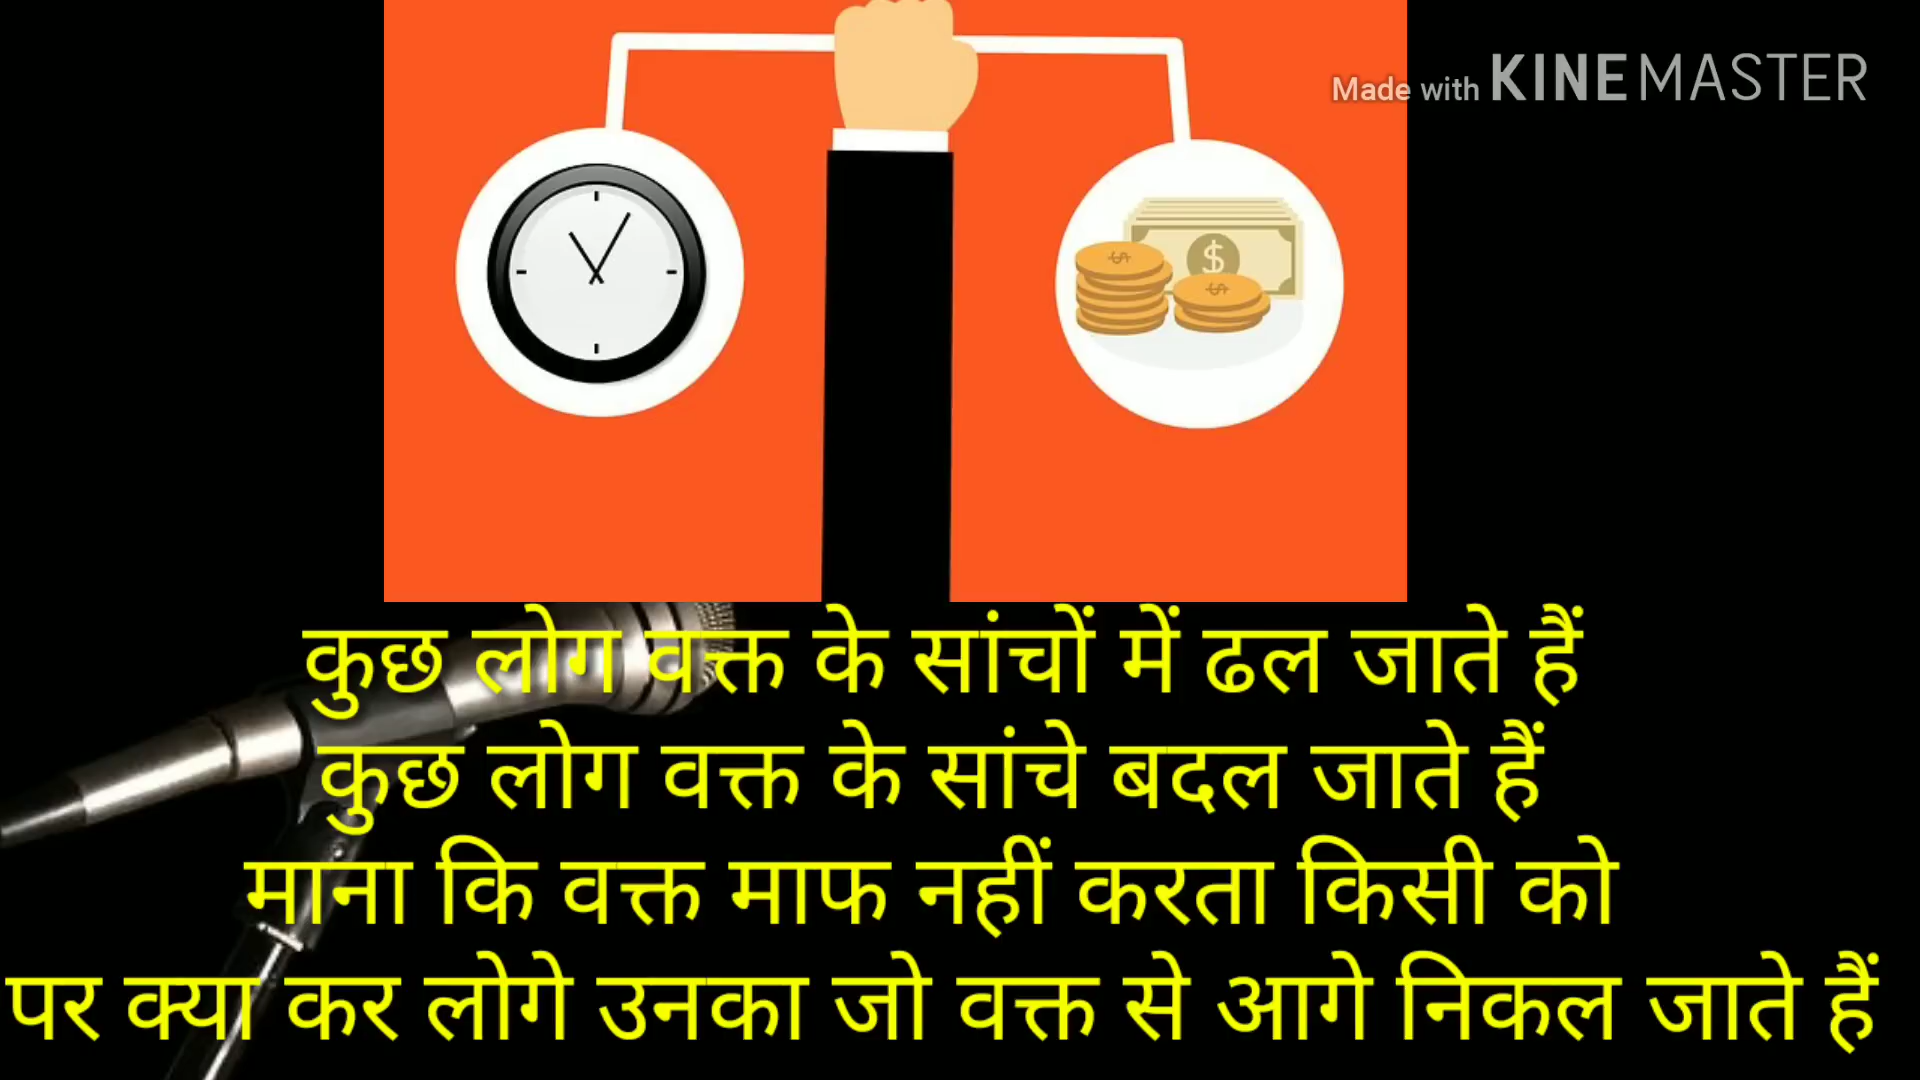 Made with KINEMASTER
कुछ लोग वक्त के सांचों में ढल जाते हैं
कुछ लोग वक्त के सांचे बदल जाते हैं
माना कि वक्त माफ नहीं करता किसी को
पर क्या कर लोगे उनका जो वक्त से आगे निकल जाते हैं